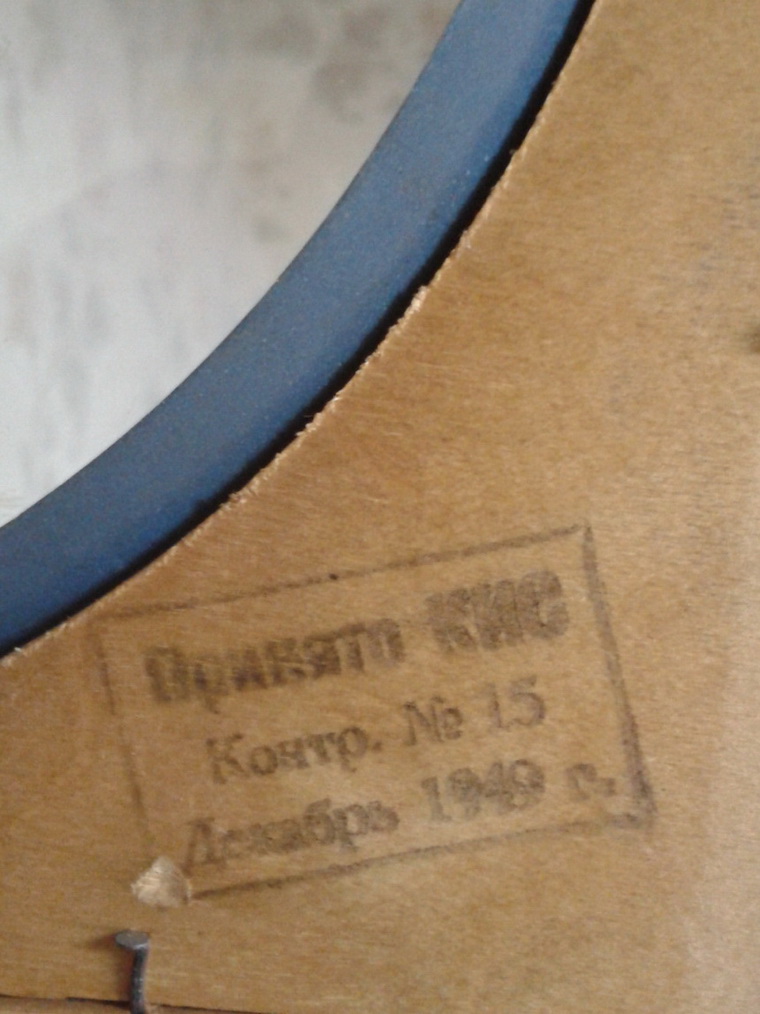 Принято КИС
Контр. № 15
Декабрь 1949 г.